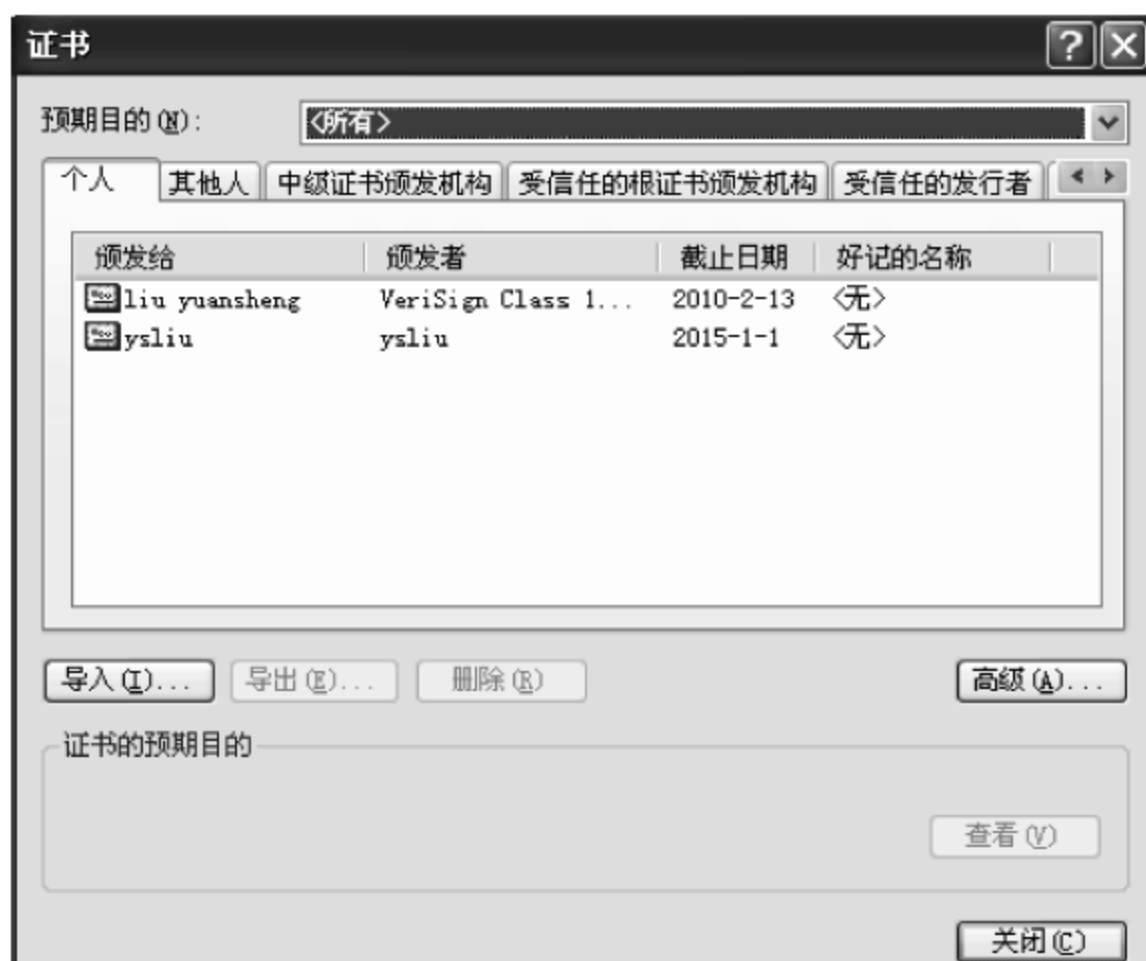 证书
预期目的(N): <所有>
个人 其他人 中级证书颁发机构 受信任的根证书颁发机构 受信任的发行者
颁发给 颁发者 截止日期 好记的名称
liu yuansheng VeriSign Class 1... 2010-2-13 <无>
ysliu ysliu 2015-1-1 <无>
导入(I)... 导出(E)... 删除(R) 高级(A)...
证书的预期目的
查看(V)
关闭(C)